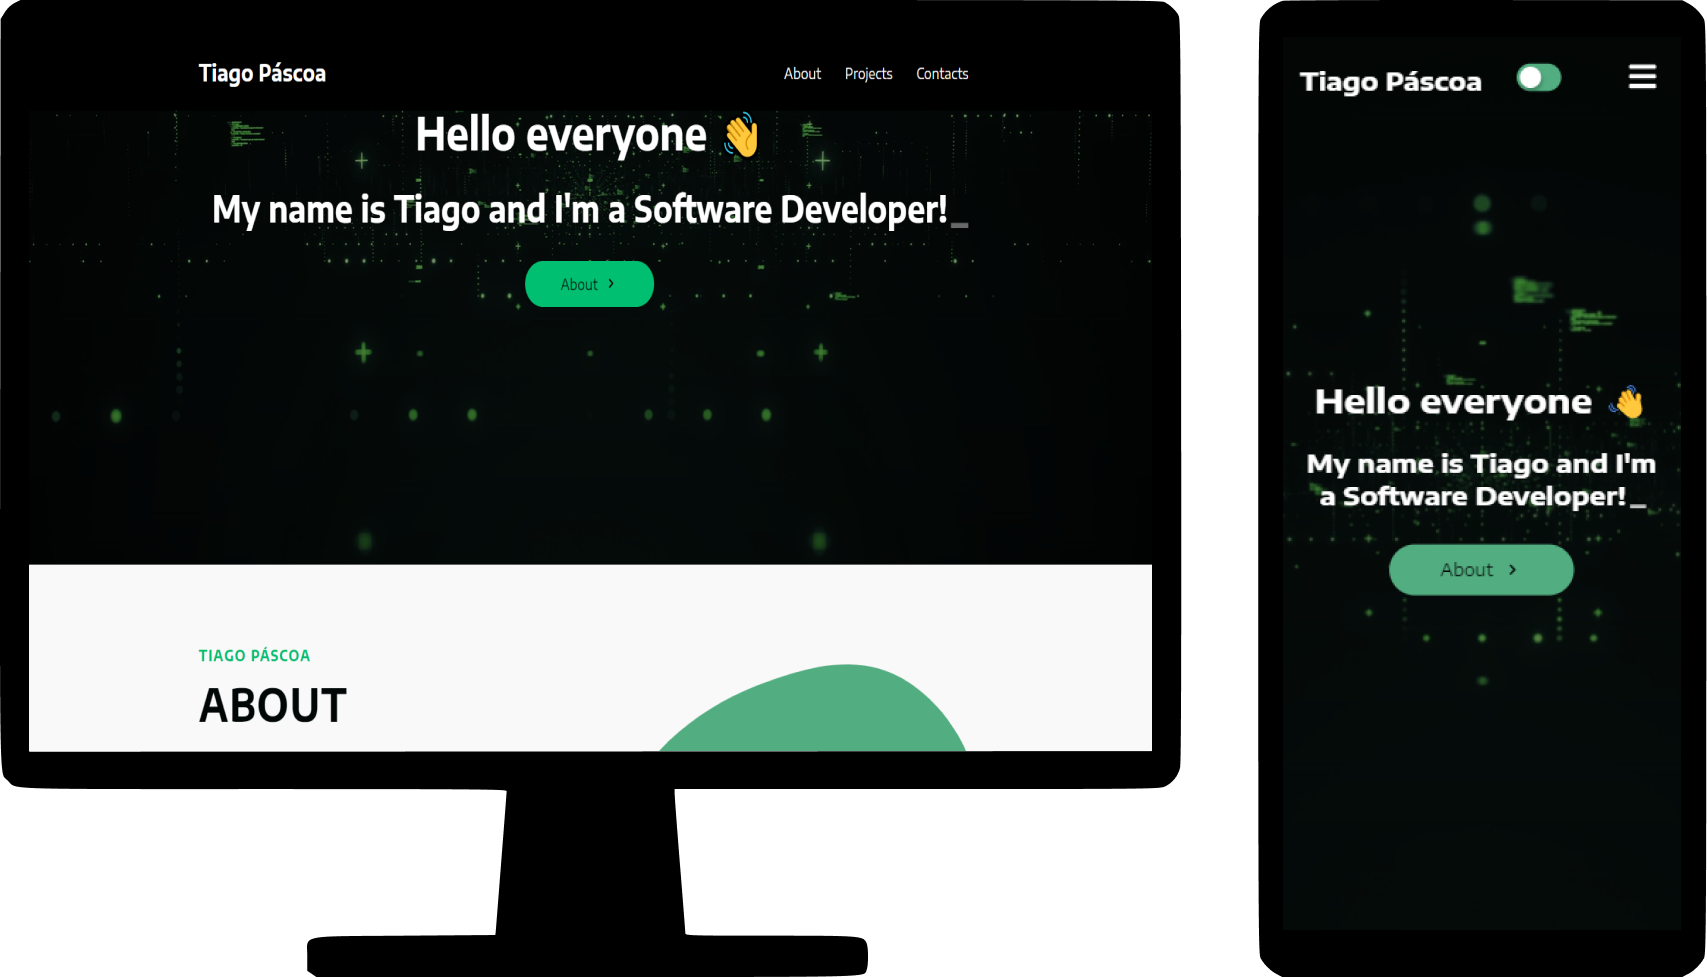 Tiago Páscoa
About Projects Contacts
Hello everyone 👋
My name is Tiago and I'm a Software Developer!_
About ›
TIAGO PÁSCOA
ABOUT
Tiago Páscoa
Hello everyone 👋
My name is Tiago and I'm
a Software Developer!_
About ›